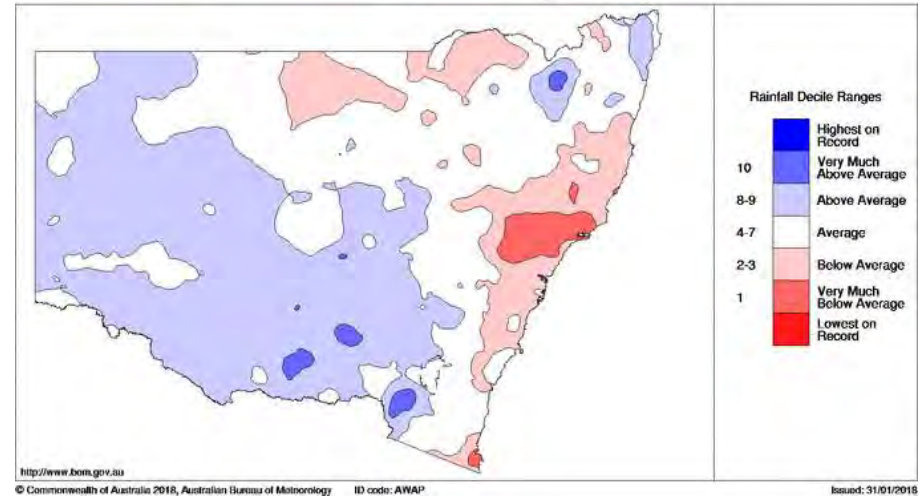 Rainfall Decile Ranges
Highest on
Record
10
Very Much
Above Average
8-9
Above Average
4-7
Average
2-3
Below Average
1
Very Much
Below Average
Lowest on
Record
http://www.bom.gov.au
© Commonwealth of Australia 2018, Australian Bureau of Meteorology ID code: AWAP Issued: 31/01/2018